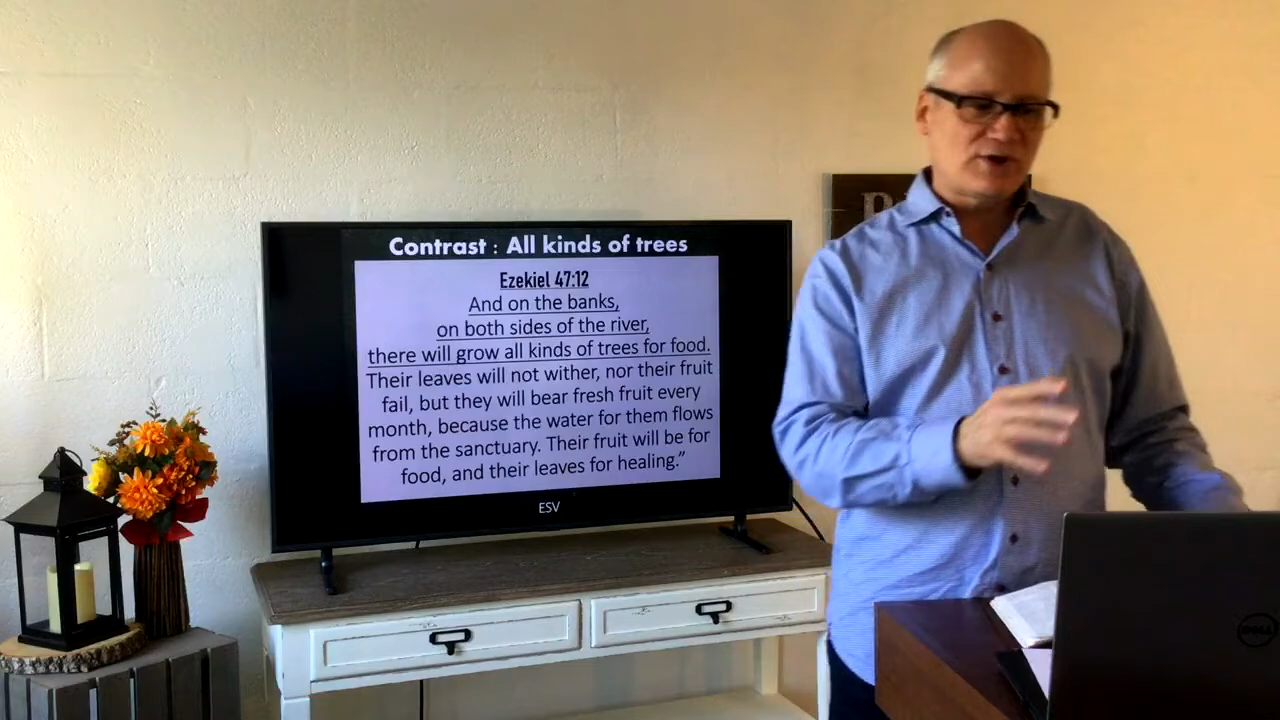 Contrast : All kinds of trees
Ezekiel 47:12
And on the banks,
on both sides of the river,
there will grow all kinds of trees for food.
Their leaves will not wither, nor their fruit
fail, but they will bear fresh fruit every
month, because the water for them flows
from the sanctuary. Their fruit will be for
food, and their leaves for healing.”
ESV
DELL